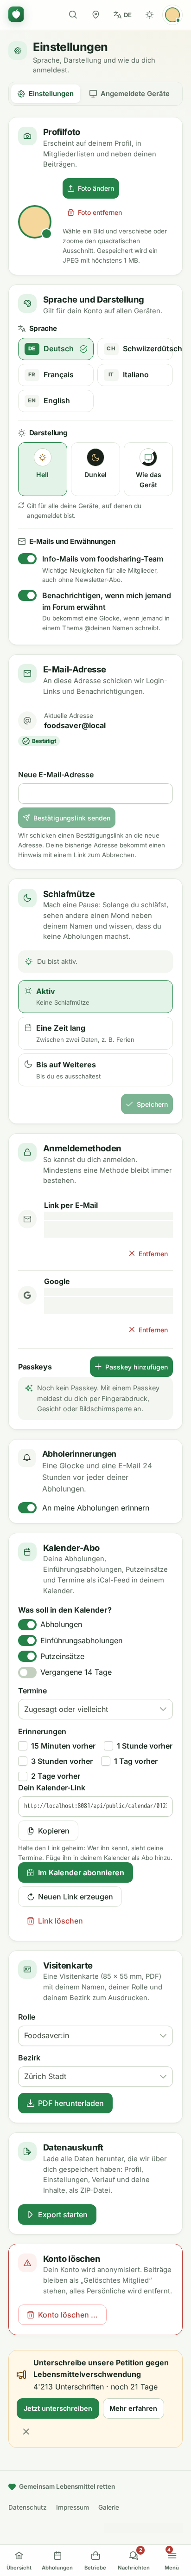 DE
Einstellungen
Sprache, Darstellung und wie du dich
anmeldest.
Einstellungen
Angemeldete Geräte
Profilfoto
Erscheint auf deinem Profil, in
Mitgliederlisten und neben deinen
Beiträgen.
Foto ändern
Foto entfernen
Wähle ein Bild und verschiebe oder
zoome den quadratischen
Ausschnitt. Gespeichert wird ein
JPEG mit höchstens 1 MB.
Sprache und Darstellung
Gilt für dein Konto auf allen Geräten.
Sprache
DE Deutsch
CH Schwiizerdütsch
FR Français
IT Italiano
EN English
Darstellung
Hell
Dunkel
Wie das
Gerät
Gilt für alle deine Geräte, auf denen du
angemeldet bist.
E-Mails und Erwähnungen
Info-Mails vom foodsharing-Team
Wichtige Neuigkeiten für alle Mitglieder,
auch ohne Newsletter-Abo.
Benachrichtigen, wenn mich jemand
im Forum erwähnt
Du bekommst eine Glocke, wenn jemand in
einem Thema @deinen Namen schreibt.
E-Mail-Adresse
An diese Adresse schicken wir Login-
Links und Benachrichtigungen.
Aktuelle Adresse
foodsaver@local
Bestätigt
Neue E-Mail-Adresse
Bestätigungslink senden
Wir schicken einen Bestätigungslink an die neue
Adresse. Deine bisherige Adresse bekommt einen
Hinweis mit einem Link zum Abbrechen.
Schlafmütze
Mach eine Pause: Solange du schläfst,
sehen andere einen Mond neben
deinem Namen und wissen, dass du
keine Abholungen machst.
Du bist aktiv.
Aktiv
Keine Schlafmütze
Eine Zeit lang
Zwischen zwei Daten, z. B. Ferien
Bis auf Weiteres
Bis du es ausschaltest
Speichern
Anmeldemethoden
So kannst du dich anmelden.
Mindestens eine Methode bleibt immer
bestehen.
Link per E-Mail
Entfernen
Google
Entfernen
Passkeys
Passkey hinzufügen
Noch kein Passkey. Mit einem Passkey
meldest du dich per Fingerabdruck,
Gesicht oder Bildschirmsperre an.
Abholerinnerungen
Eine Glocke und eine E-Mail 24
Stunden vor jeder deiner
Abholungen.
An meine Abholungen erinnern
Kalender-Abo
Deine Abholungen,
Einführungsabholungen, Putzeinsätze
und Termine als iCal-Feed in deinem
Kalender.
Was soll in den Kalender?
Abholungen
Einführungsabholungen
Putzeinsätze
Vergangene 14 Tage
Termine
Zugesagt oder vielleicht
Erinnerungen
15 Minuten vorher
1 Stunde vorher
3 Stunden vorher
1 Tag vorher
2 Tage vorher
Dein Kalender-Link
http://localhost:8081/api/public/calendar/012
Kopieren
Halte den Link geheim: Wer ihn kennt, sieht deine
Termine. Füge ihn in deinem Kalender als Abo hinzu.
Im Kalender abonnieren
Neuen Link erzeugen
Link löschen
Visitenkarte
Eine Visitenkarte (85 × 55 mm, PDF)
mit deinem Namen, deiner Rolle und
deinem Bezirk zum Ausdrucken.
Rolle
Foodsaver:in
Bezirk
Zürich Stadt
PDF herunterladen
Datenauskunft
Lade alle Daten herunter, die wir über
dich gespeichert haben: Profil,
Einstellungen, Verlauf und deine
Inhalte, als ZIP-Datei.
Export starten
Konto löschen
Dein Konto wird anonymisiert. Beiträge
bleiben als „Gelöschtes Mitglied“
stehen, alles Persönliche wird entfernt.
Konto löschen ...
Unterschreibe unsere Petition gegen
Lebensmittelverschwendung
4’213 Unterschriften · noch 21 Tage
Jetzt unterschreiben
Mehr erfahren
Gemeinsam Lebensmittel retten
Datenschutz
Impressum
Galerie
2
4
Übersicht
Abholungen
Betriebe
Nachrichten
Menü